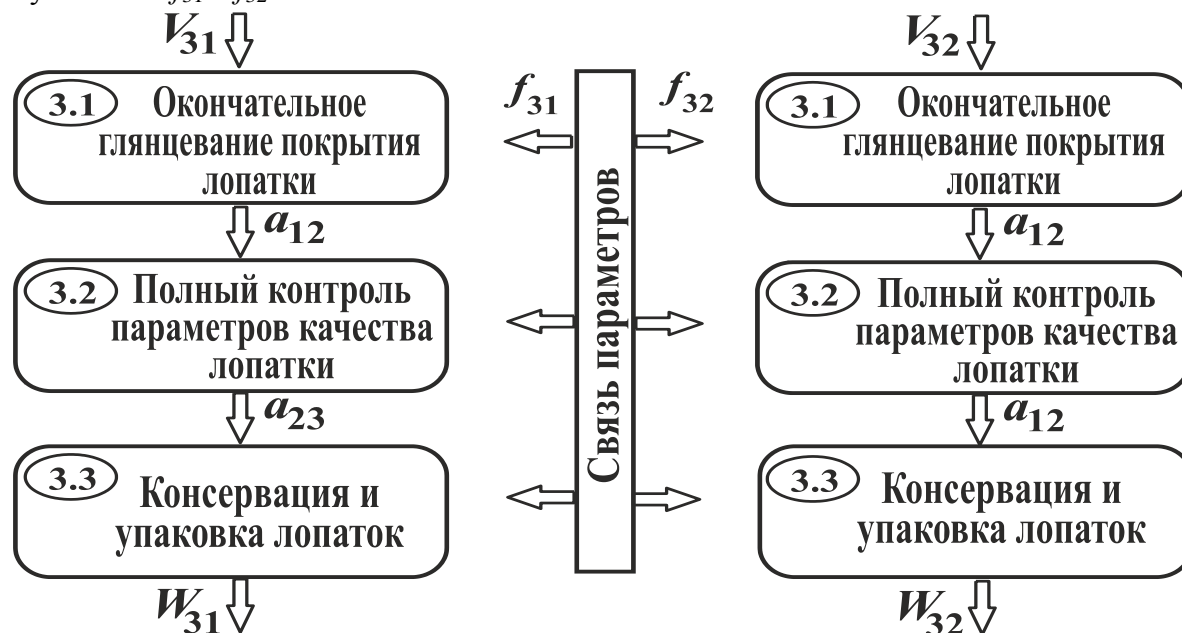 V31
3.1 Окончательное
глянцевание покрытия
лопатки
a12
3.2 Полный контроль
параметров качества
лопатки
a23
3.3 Консервация и
упаковка лопаток
W31
f31
f32
Связь параметров
V32
3.1 Окончательное
глянцевание покрытия
лопатки
a12
3.2 Полный контроль
параметров качества
лопатки
a12
3.3 Консервация и
упаковка лопаток
W32